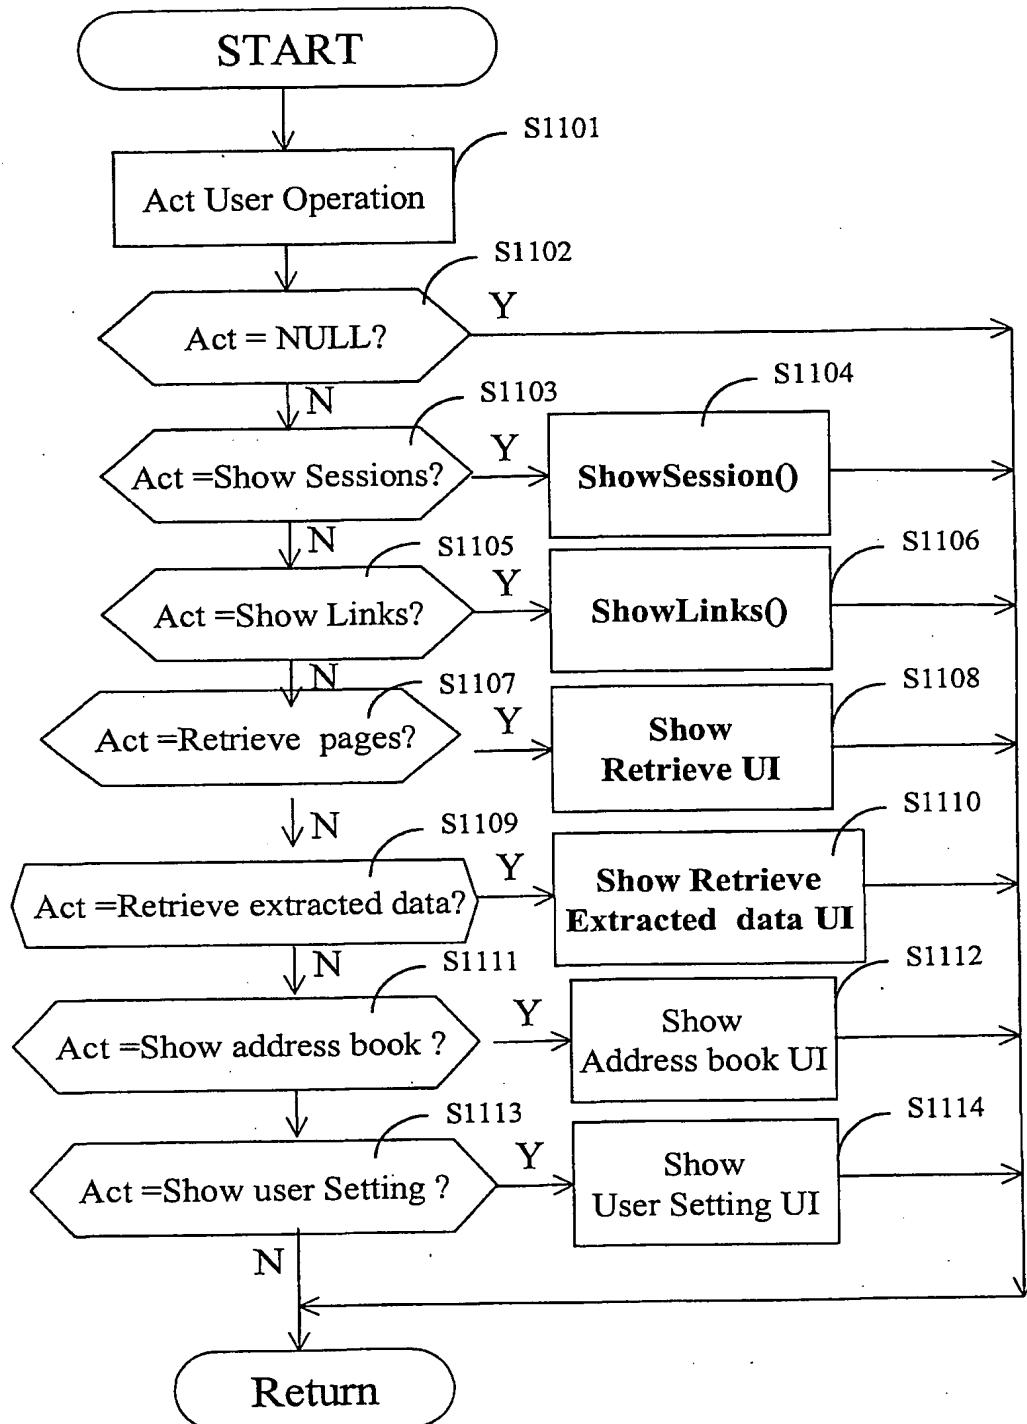 START
S1101
Act User Operation
S1102
Act = NULL?
Y
N
S1103
S1104
Act =Show Sessions?
Y
ShowSession()
N
S1105
S1106
Act =Show Links?
Y
ShowLinks()
N
S1107
S1108
Act =Retrieve pages?
Y
Show
Retrieve UI
N
S1109
S1110
Act =Retrieve extracted data?
Y
Show Retrieve
Extracted data UI
N
S1111
S1112
Act =Show address book ?
Y
Show
Address book UI
S1113
S1114
Act =Show user Setting ?
Y
Show
User Setting UI
N
Return